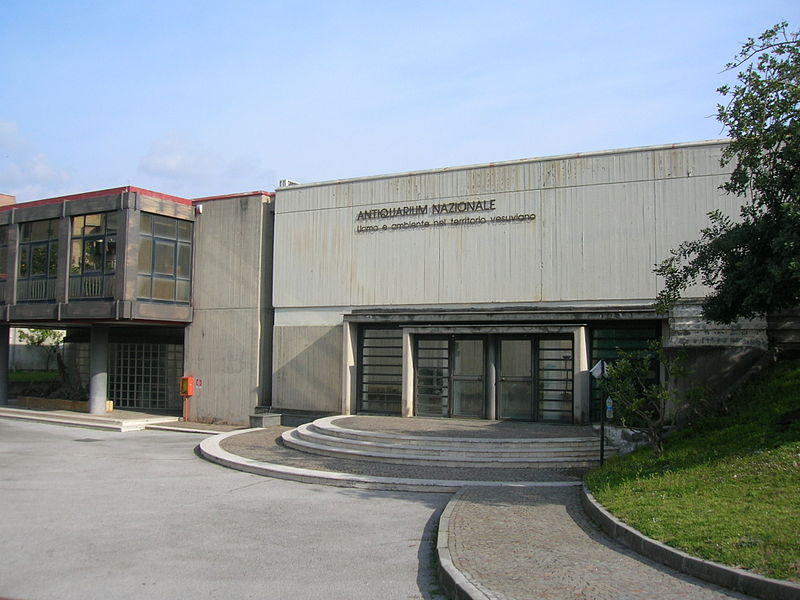 ANTIQUARIUM NAZIONALE
Uomo e ambiente nel territorio vesuviano